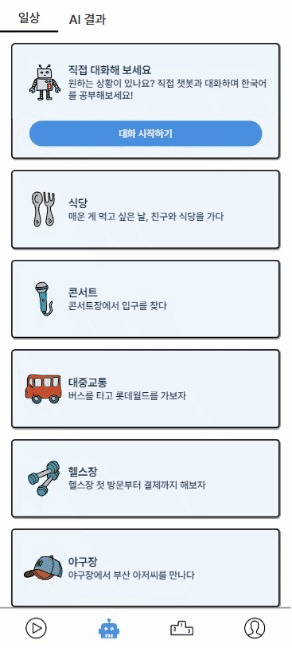 일상 AI 결과
직접 대화해 보세요
원하는 상황이 있나요? 직접 챗봇과 대화하며 한국어
를 공부해보세요!
대화 시작하기
식당
매운 게 먹고 싶은 날, 친구와 식당을 가다
콘서트
콘서트장에서 입구를 찾다
대중교통
버스를 타고 롯데월드를 가보자
헬스장
헬스장 첫 방문부터 결제까지 해보자
야구장
야구장에서 부산 아저씨를 만나다